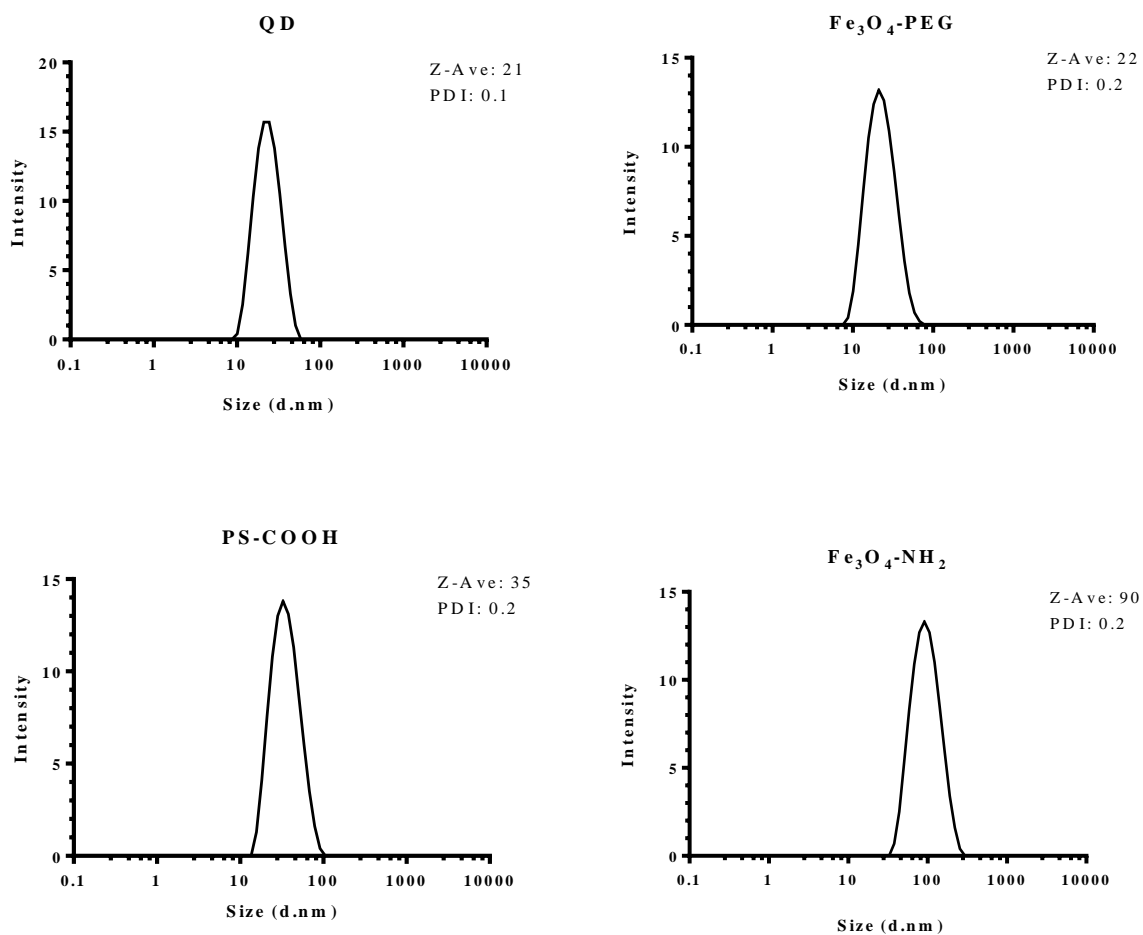 QD
Z-Ave: 21
PDI: 0.1
20
15
10
5
0
Intensity
0.1 1 10 100 1000 10000
Size (d.nm)
Fe₃O₄-PEG
Z-Ave: 22
PDI: 0.2
15
10
5
0
Intensity
0.1 1 10 100 1000 10000
Size (d.nm)
PS-COOH
Z-Ave: 35
PDI: 0.2
15
10
5
0
Intensity
0.1 1 10 100 1000 10000
Size (d.nm)
Fe₃O₄-NH₂
Z-Ave: 90
PDI: 0.2
15
10
5
0
Intensity
0.1 1 10 100 1000 10000
Size (d.nm)